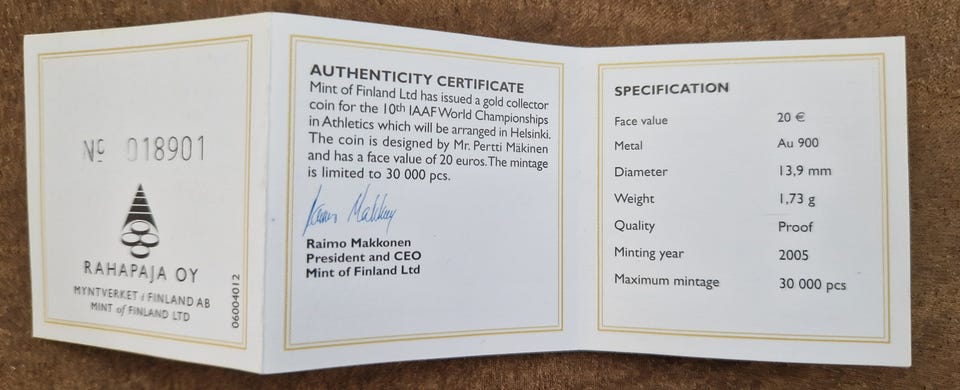 Nº 018901
RAHAPAJA OY
MYNTVERKET i FINLAND AB
MINT of FINLAND LTD
06004012
AUTHENTICITY CERTIFICATE
Mint of Finland Ltd has issued a gold collector
coin for the 10th IAAF World Championships
in Athletics which will be arranged in Helsinki.
The coin is designed by Mr. Pertti Mäkinen
and has a face value of 20 euros. The mintage
is limited to 30 000 pcs.
Raimo Makkonen
Raimo Makkonen
President and CEO
Mint of Finland Ltd
SPECIFICATION
Face value 20 €
Metal Au 900
Diameter 13,9 mm
Weight 1,73 g
Quality Proof
Minting year 2005
Maximum mintage 30 000 pcs